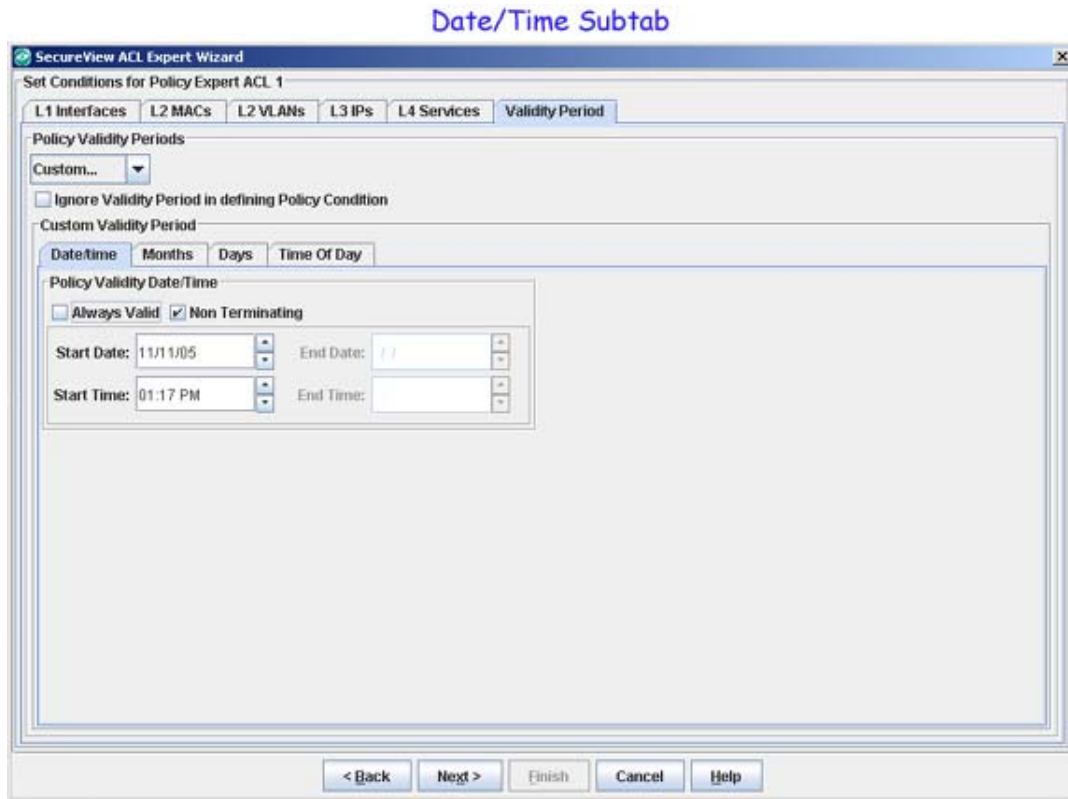 Date/Time Subtab
SecureView ACL Expert Wizard
Set Conditions for Policy Expert ACL 1
L1 Interfaces L2 MACs L2 VLANs L3 IPs L4 Services Validity Period
Policy Validity Periods
Custom...
Ignore Validity Period in defining Policy Condition
Custom Validity Period
Date/time Months Days Time Of Day
Policy Validity Date/Time
Always Valid Non Terminating
Start Date: 11/11/05 End Date: / /
Start Time: 01:17 PM End Time:
< Back Next > Finish Cancel Help